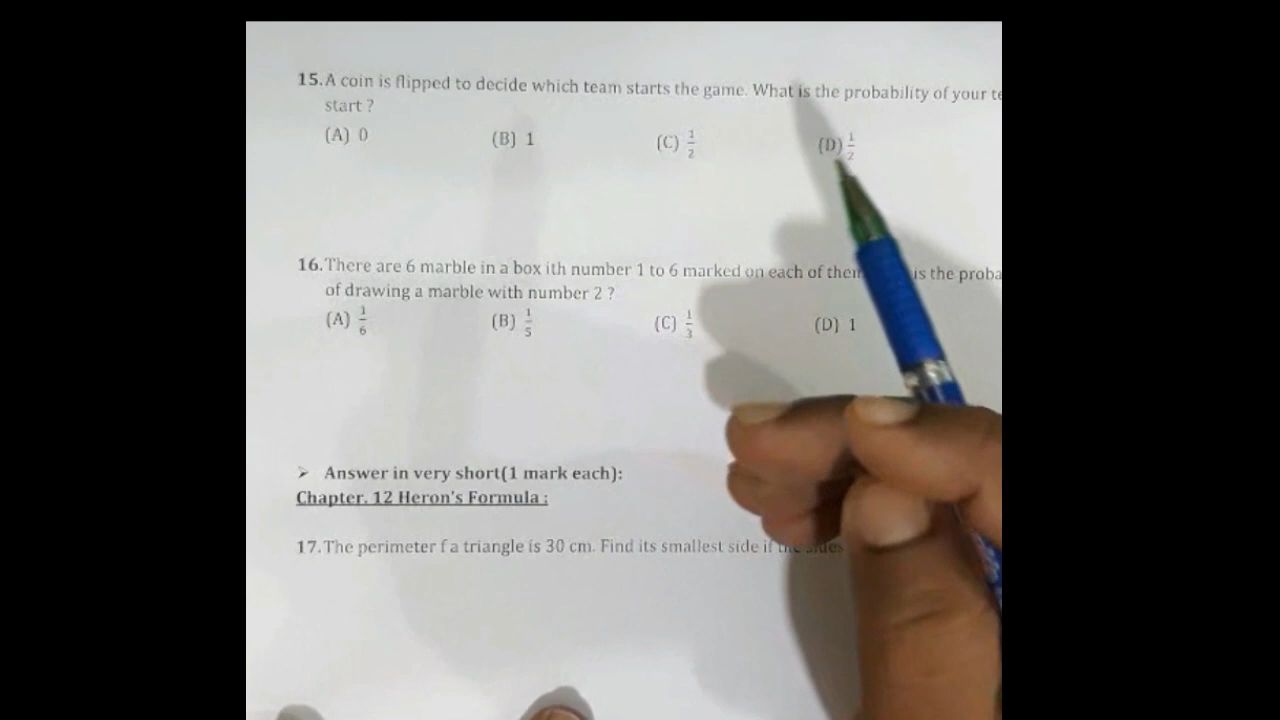 15. A coin is flipped to decide which team starts the game. What is the probability of your
start ?
(A) 0 (B) 1 (C) 1/2 (D) 1/2
16. There are 6 marble in a box ith number 1 to 6 marked on each of is the
of drawing a marble with number 2 ?
(A) 1/6 (B) 1/5 (C) 1/3 (D) 1
➢ Answer in very short(1 mark each):
Chapter. 12 Heron's Formula :
17. The perimeter f a triangle is 30 cm. Find its smallest side if